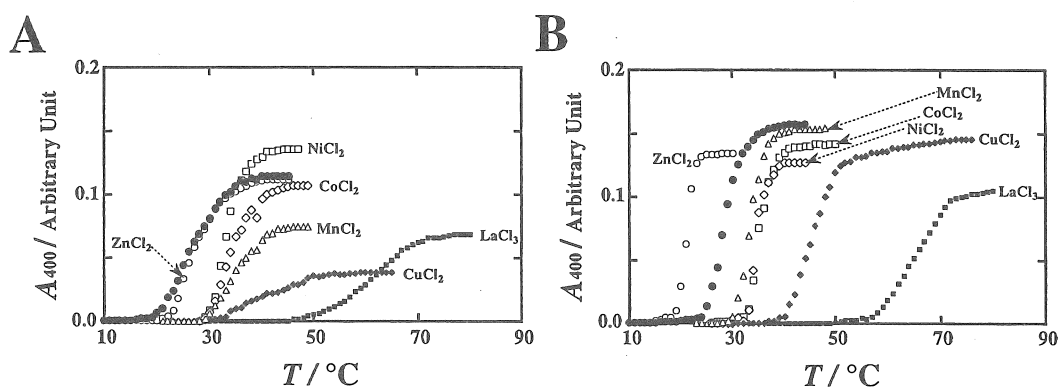 A
B
A400 / Arbitrary Unit
0.2
0.1
0.0
NiCl2
CoCl2
MnCl2
ZnCl2
LaCl3
CuCl2
10 30 50 70 90
T / °C
A400 / Arbitrary Unit
0.2
0.1
0.0
MnCl2
CoCl2
NiCl2
ZnCl2
CuCl2
LaCl3
10 30 50 76 90
T / °C